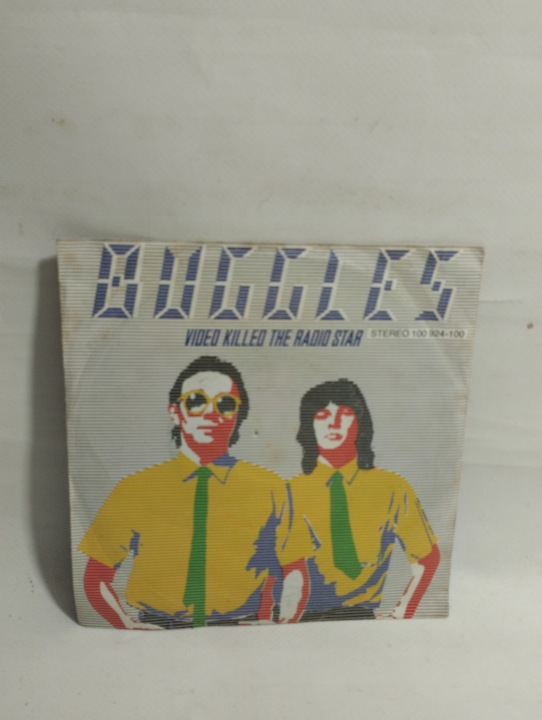 BUGGLES
VIDEO KILLED THE RADIO STAR STEREO 100 924-100